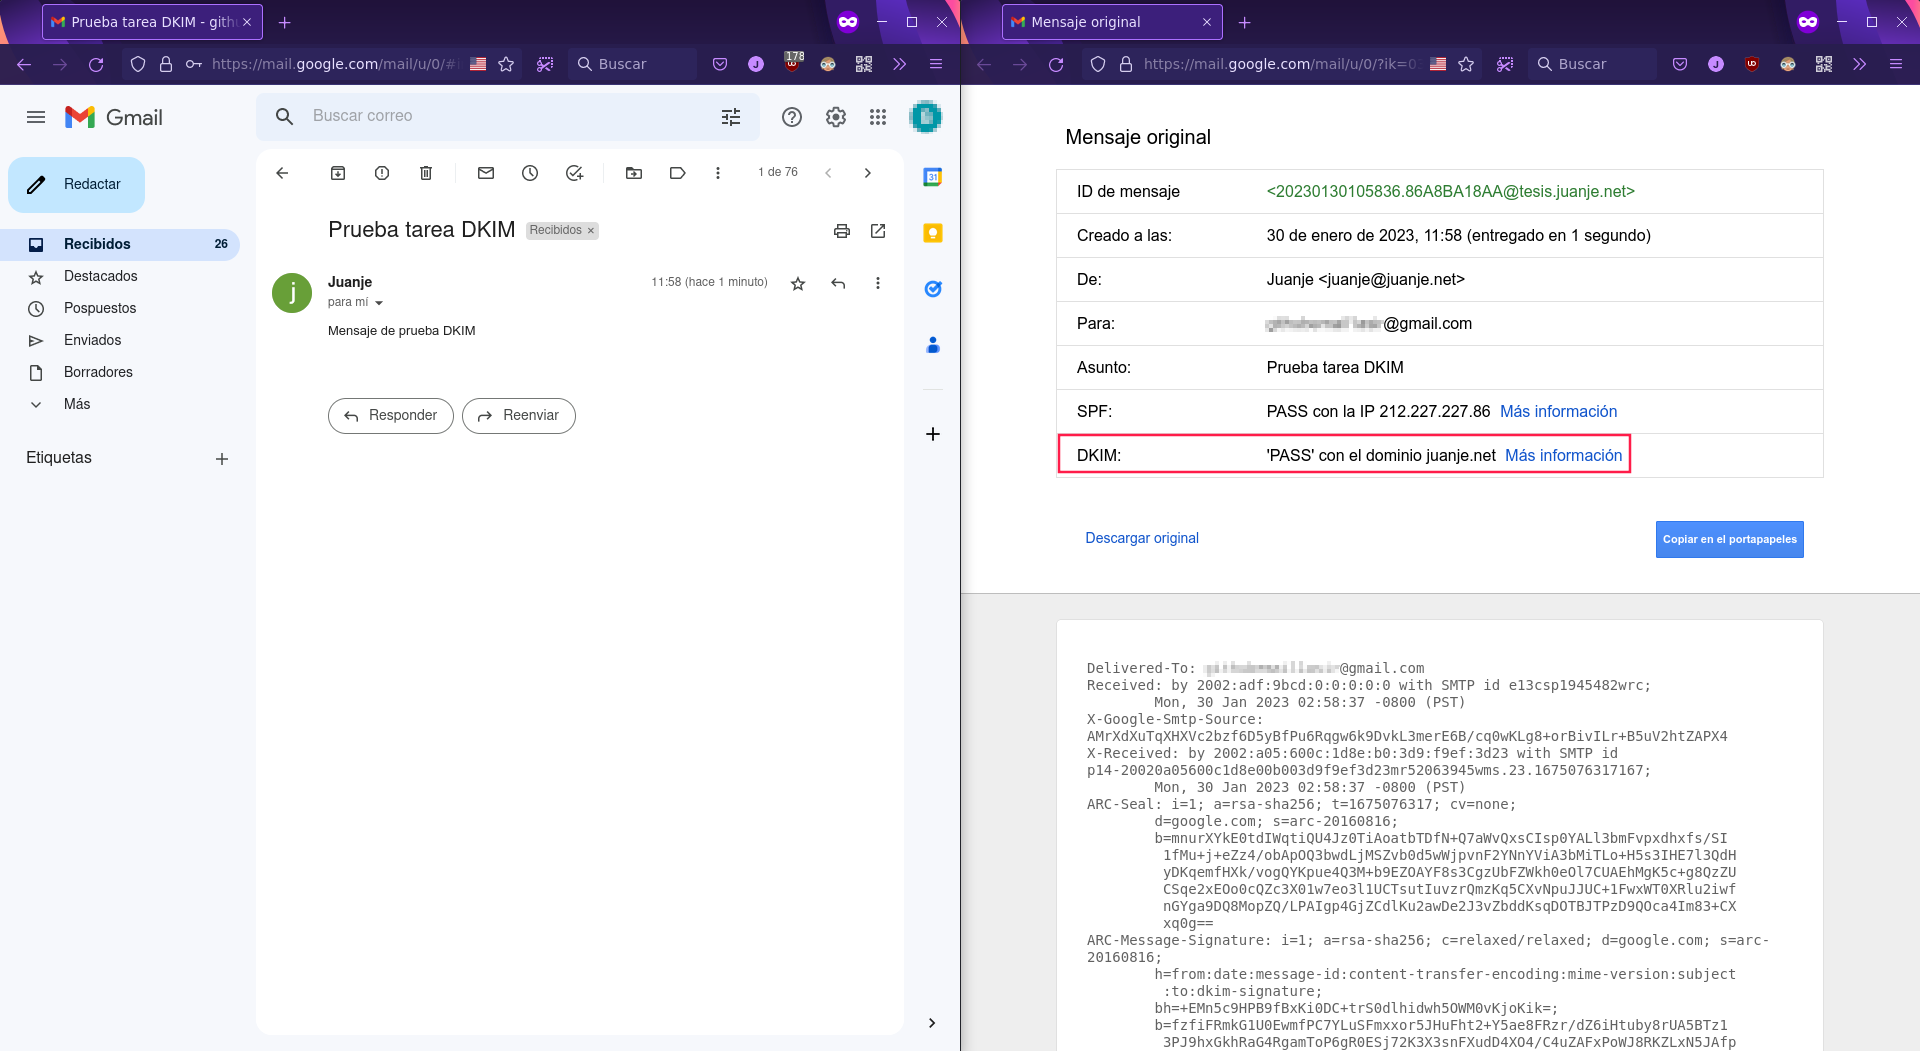 Prueba tarea DKIM - gith
https://mail.google.com/mail/u/0/#
Buscar
178
Gmail
Buscar correo
Redactar
1 de 76
Recibidos 26
Destacados
Pospuestos
Enviados
Borradores
Más
Etiquetas
Prueba tarea DKIM
Recibidos
Juanje
11:58 (hace 1 minuto)
para mí
Mensaje de prueba DKIM
Responder
Reenviar
31
j
Mensaje original
https://mail.google.com/mail/u/0/?ik=0
Buscar
Mensaje original
ID de mensaje <20230130105836.86A8BA18AA@tesis.juanje.net>
Creado a las: 30 de enero de 2023, 11:58 (entregado en 1 segundo)
De: Juanje <juanje@juanje.net>
Para: @gmail.com
Asunto: Prueba tarea DKIM
SPF: PASS con la IP 212.227.227.86 Más información
DKIM: 'PASS' con el dominio juanje.net Más información
Descargar original
Copiar en el portapapeles
Delivered-To: @gmail.com
Received: by 2002:adf:9bcd:0:0:0:0:0 with SMTP id e13csp1945482wrc;
Mon, 30 Jan 2023 02:58:37 -0800 (PST)
X-Google-Smtp-Source:
AMrXdXuTqXHXVc2bzf6D5yBfPu6Rqgw6k9DvkL3merE6B/cq0wKLg8+orBivILr+B5uV2htZAPX4
X-Received: by 2002:a05:600c:1d8e:b0:3d9:f9ef:3d23 with SMTP id
p14-20020a05600c1d8e00b003d9f9ef3d23mr52063945wms.23.1675076317167;
Mon, 30 Jan 2023 02:58:37 -0800 (PST)
ARC-Seal: i=1; a=rsa-sha256; t=1675076317; cv=none;
d=google.com; s=arc-20160816;
b=mnurXYkE0tdIWqtiQU4Jz0TiAoatbTDfN+Q7aWvQxsCIsp0YALl3bmFvpxdhxfs/SI
1fMu+j+eZz4/obApOQ3bwdLjMSZvb0d5wWjpvnF2YNnYViA3bMiTLo+H5s3IHE7l3QdH
yDKqemfHXk/vogQYKpue4Q3M+b9EZOAYF8s3CgzUbFZWkh0eOl7CUAEhMgK5c+g8QzZU
CSqe2xEOo0cQZc3X01w7eo3l1UCTsutIuvzrQmzKq5CXvNpuJJUC+1FwxWT0XRlu2iwf
nGYga9DQ8MopZQ/LPAIgp4GjZCdlKu2awDe2J3vZbddKsqDOTBJTPzD9QOca4Im83+CX
xq0g==
ARC-Message-Signature: i=1; a=rsa-sha256; c=relaxed/relaxed; d=google.com; s=arc-
20160816;
h=from:date:message-id:content-transfer-encoding:mime-version:subject
:to:dkim-signature;
bh=+EMn5c9HPB9fBxKi0DC+trS0dlhidwh5OWM0vKjoKik=;
b=fzfiFRmkG1U0EwmfPC7YLuSFmxxor5JHuFht2+Y5ae8FRzr/dZ6iHtuby8rUA5BTz1
3PJ9hxGkhRaG4RgamToP6gR0ESj72K3X3snFXudD4XO4/C4uZAFxPoWJ8RKZLxN5JAfp